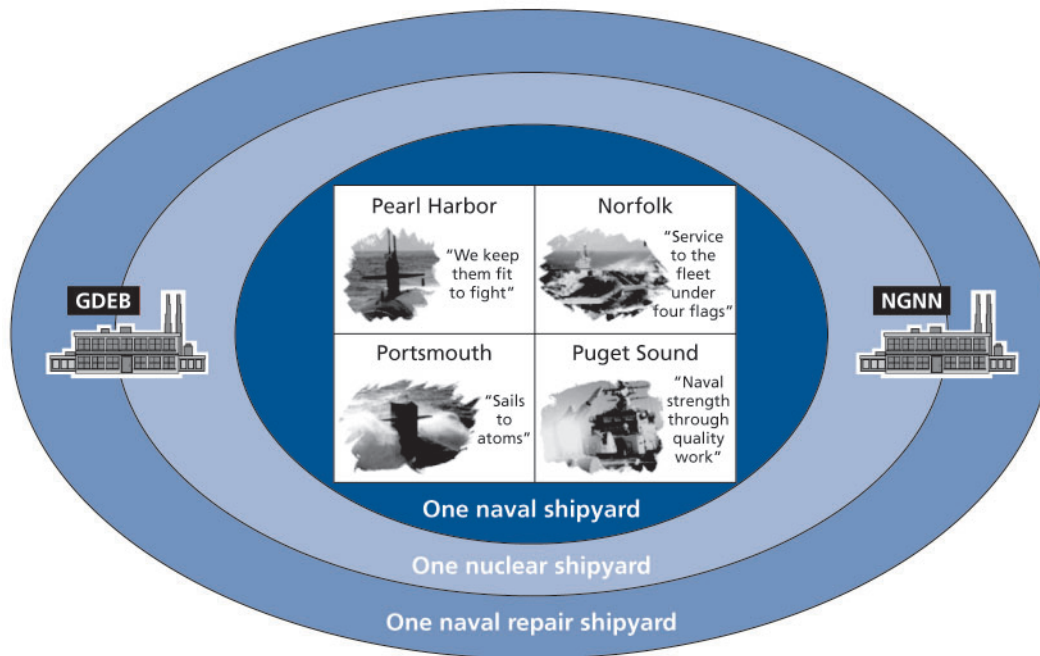 Pearl Harbor
“We keep
them fit
to fight”
Norfolk
“Service
to the
fleet
under
four flags”
GDEB
NGNN
Portsmouth
“Sails
to
atoms”
Puget Sound
“Naval
strength
through
quality
work”
One naval shipyard
One nuclear shipyard
One naval repair shipyard